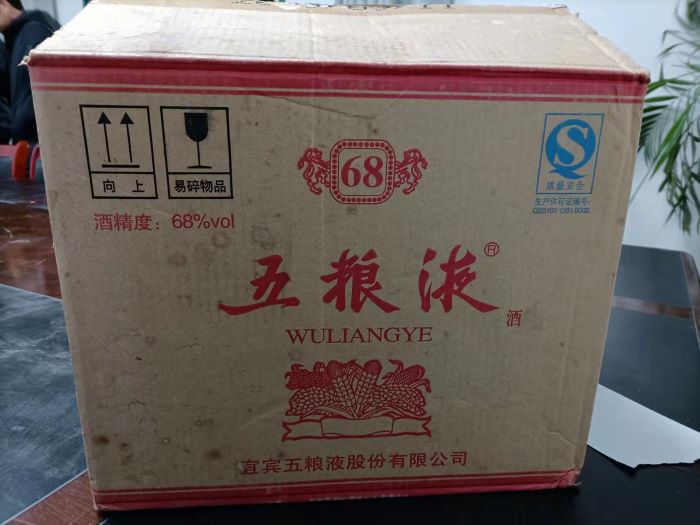 向 上
易碎物品
酒精度：68%vol
68
质量安全
生产许可证编号：
QS5100 1501 0002
五粮液®
酒
WULIANGYE
宜宾五粮液股份有限公司